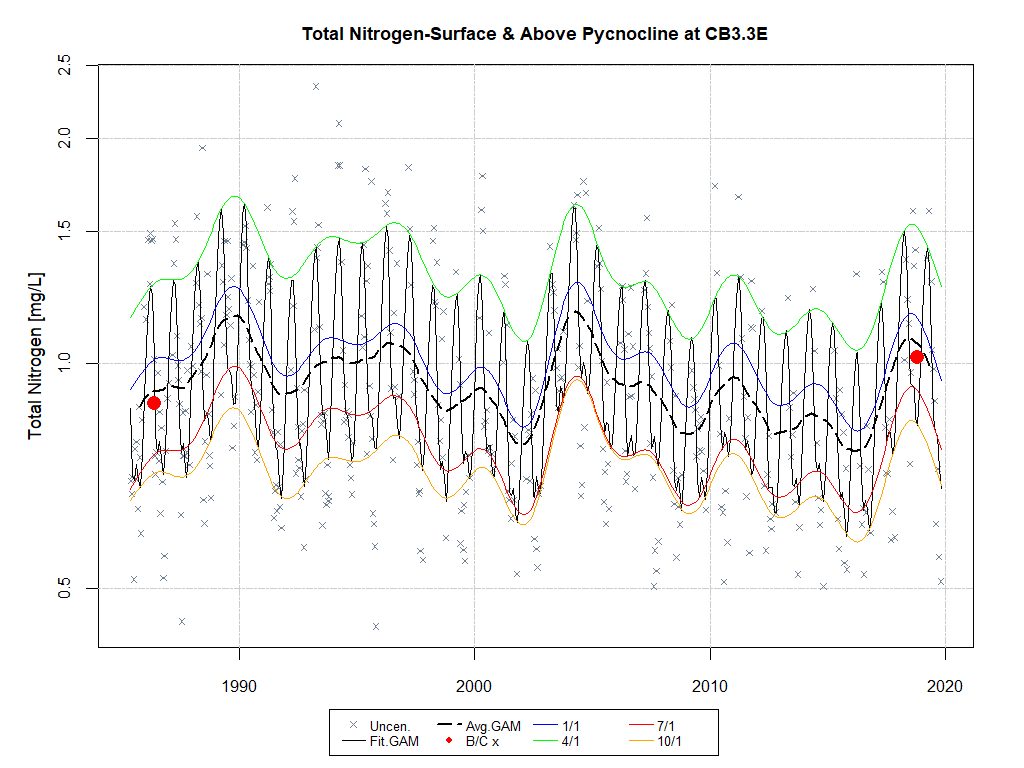 Total Nitrogen-Surface & Above Pycnocline at CB3.3E
Total Nitrogen [mg/L]
2.5
2.0
1.5
1.0
0.5
1990 2000 2010 2020
Uncen. Avg.GAM 1/1 7/1
Fit.GAM B/C x 4/1 10/1